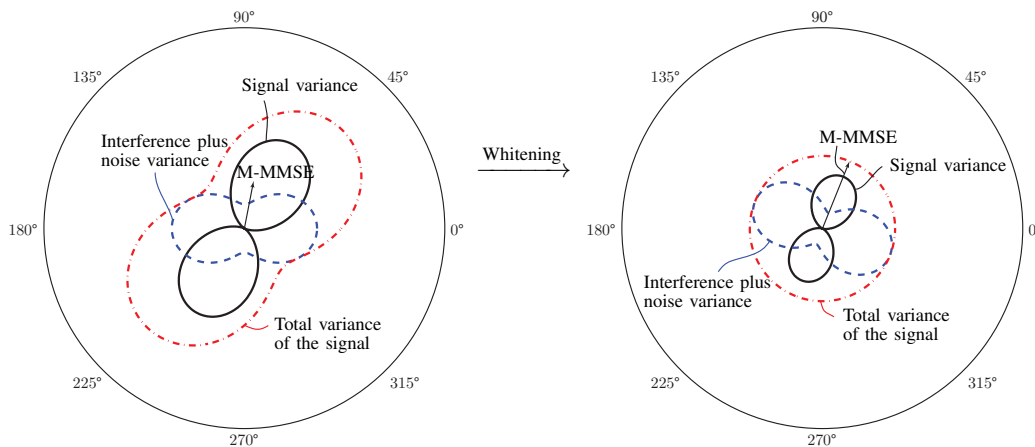 90°
135°
45°
Signal variance
Interference plus
noise variance
M-MMSE
180°
0°
Total variance
of the signal
225°
315°
270°
Whitening
90°
135°
45°
M-MMSE
Signal variance
180°
0
Interference plus
noise variance
Total variance
of the signal
225°
315°
270°